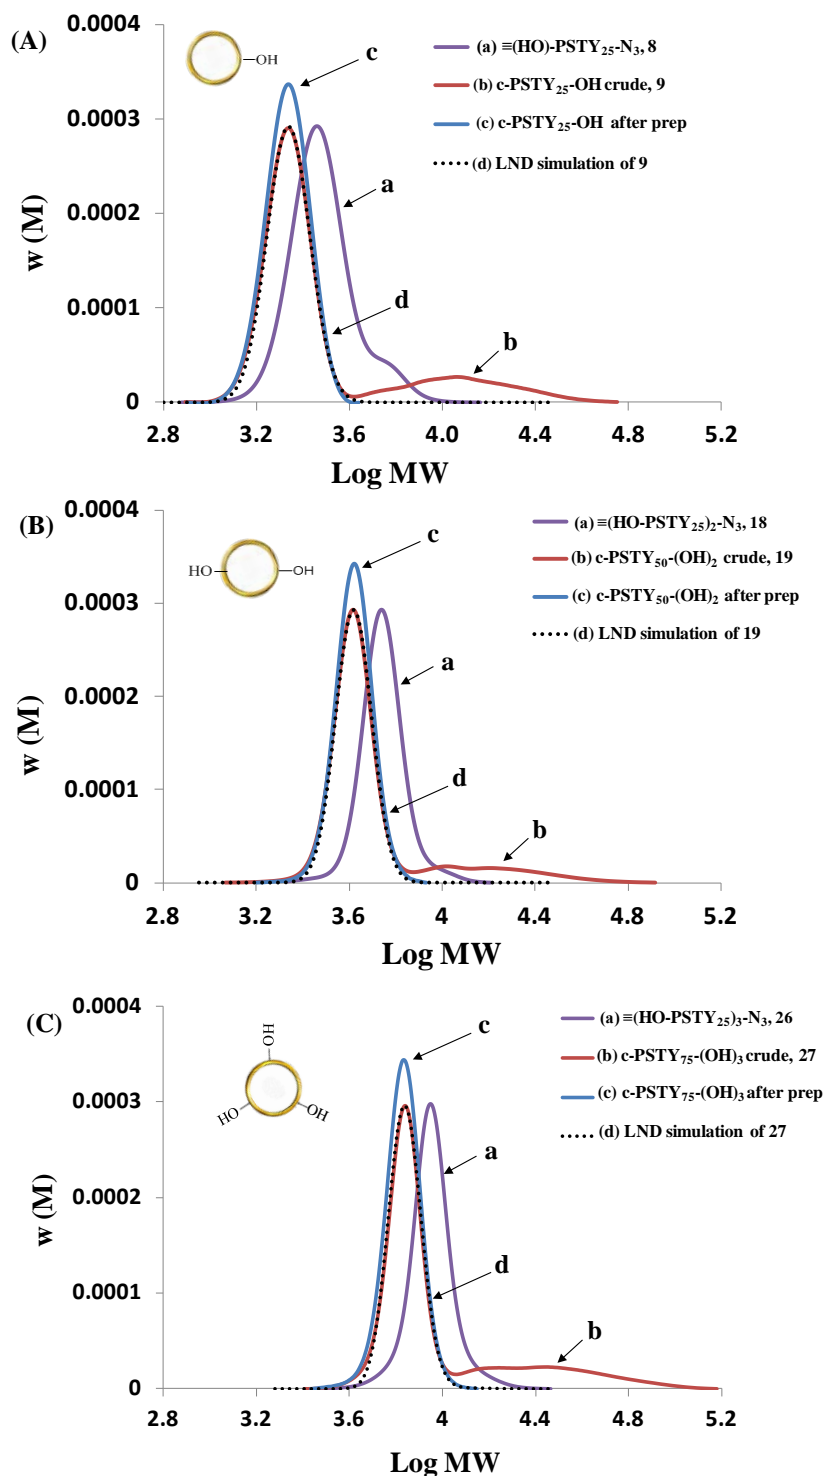 (A)
OH
c
a
d
b
(a) ≡(HO)-PSTY25-N3, 8
(b) c-PSTY25-OH crude, 9
(c) c-PSTY25-OH after prep
(d) LND simulation of 9
w (M)
0.0004
0.0003
0.0002
0.0001
0
2.8 3.2 3.6 4.0 4.4 4.8 5.2
Log MW
(B)
HO OH
c
a
d
b
(a) ≡(HO-PSTY25)2-N3, 18
(b) c-PSTY50-(OH)2 crude, 19
(c) c-PSTY50-(OH)2 after prep
(d) LND simulation of 19
w (M)
0.0004
0.0003
0.0002
0.0001
0
2.8 3.2 3.6 4 4.4 4.8 5.2
Log MW
(C)
HO
HO OH
c
a
d
b
(a) ≡(HO-PSTY25)3-N3, 26
(b) c-PSTY75-(OH)3 crude, 27
(c) c-PSTY75-(OH)3 after prep
(d) LND simulation of 27
w (M)
0.0004
0.0003
0.0002
0.0001
0
2.8 3.2 3.6 4 4.4 4.8 5.2
Log MW